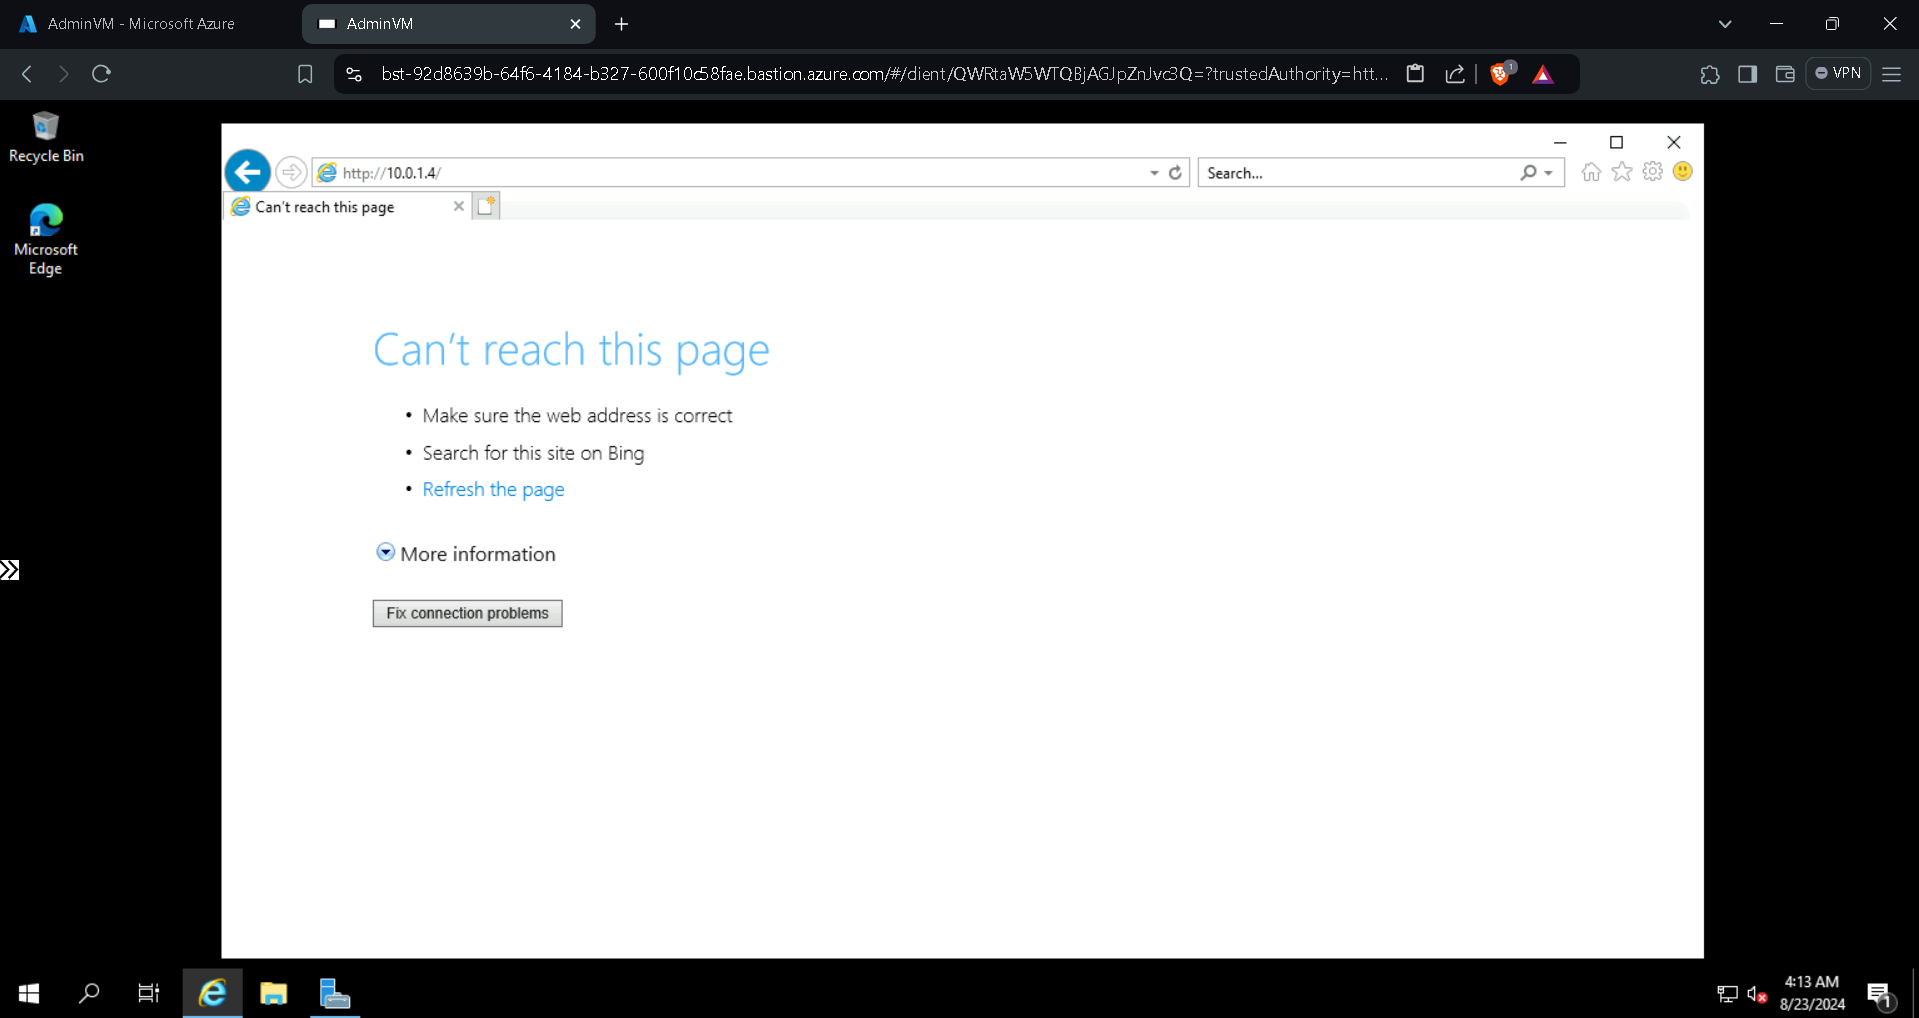 AdminVM - Microsoft Azure
AdminVM
bst-92d8639b-64f6-4184-b327-600f10c58fae.bastion.azure.com/#/client/QWRtaW5WTQBjAGJpZnJvc3Q=?trustedAuthority=htt...
1
VPN
Recycle Bin
Microsoft
Edge
http://10.0.1.4/
Search...
Can't reach this page
Can't reach this page
• Make sure the web address is correct
• Search for this site on Bing
• Refresh the page
More information
Fix connection problems
4:13 AM
8/23/2024
1